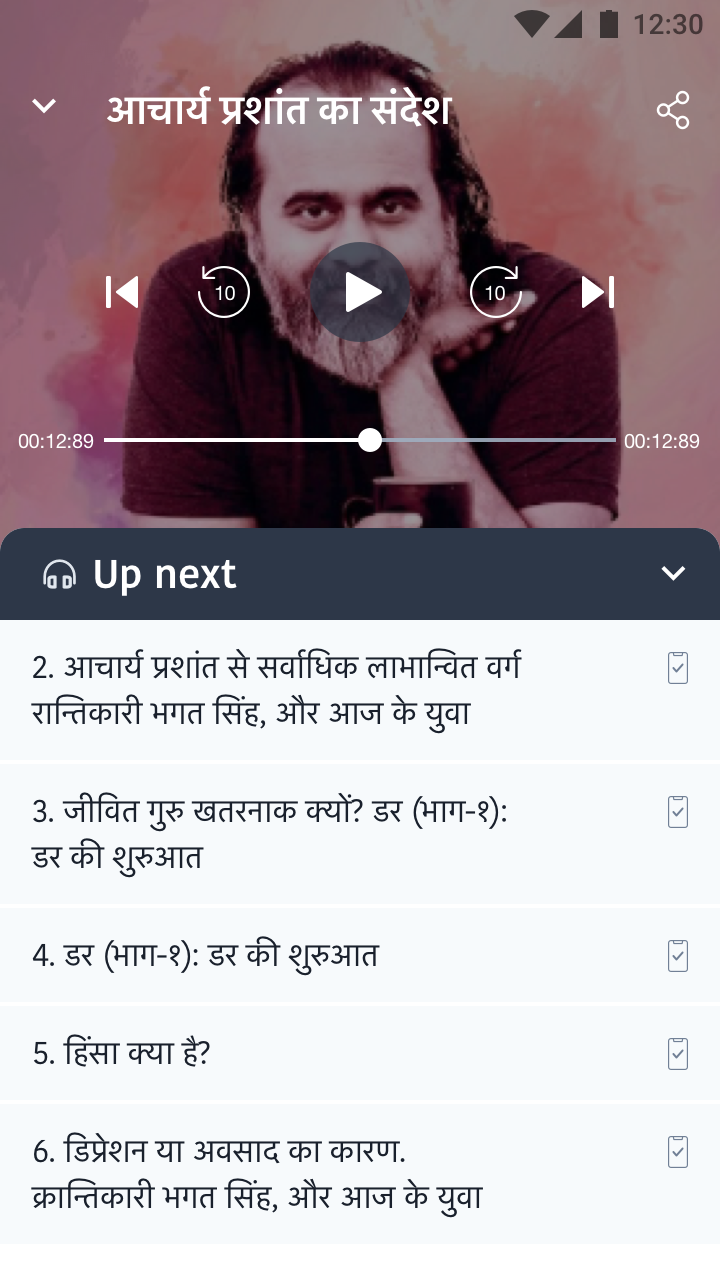 12:30
आचार्य प्रशांत का संदेश
10
10
00:12:89
00:12:89
Up next
2. आचार्य प्रशांत से सर्वाधिक लाभान्वित वर्ग
रान्तिकारी भगत सिंह, और आज के युवा
3. जीवित गुरु खतरनाक क्यों? डर (भाग-१):
डर की शुरुआत
4. डर (भाग-१): डर की शुरुआत
5. हिंसा क्या है?
6. डिप्रेशन या अवसाद का कारण.
क्रान्तिकारी भगत सिंह, और आज के युवा